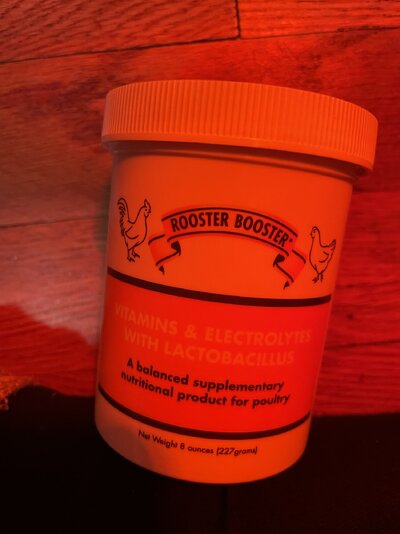 ROOSTER BOOSTER®
VITAMINS & ELECTROLYTES
WITH LACTOBACILLUS
A balanced supplementary
nutritional product for poultry
Net Weight 8 ounces (227grams)